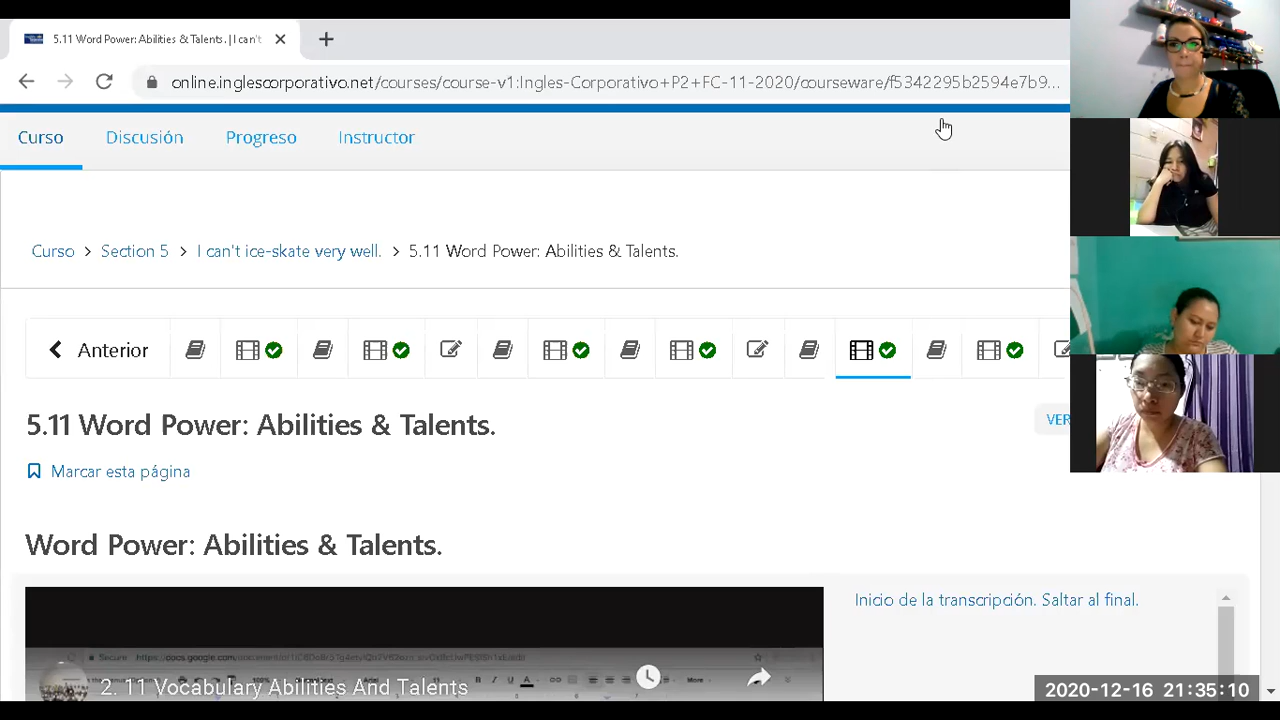 5.11 Word Power: Abilities & Talents. | I can't
online.inglescorporativo.net/courses/course-v1:Ingles-Corporativo+P2+FC-11-2020/courseware/f5342295b2594e7b9...
Curso Discusión Progreso Instructor
Curso > Section 5 > I can't ice-skate very well. > 5.11 Word Power: Abilities & Talents.
Anterior
5.11 Word Power: Abilities & Talents.
VER
Marcar esta página
Word Power: Abilities & Talents.
Inicio de la transcripción. Saltar al final.
Secure
2. 11 Vocabulary Abilities And Talents
More
2020-12-16 21:35:10